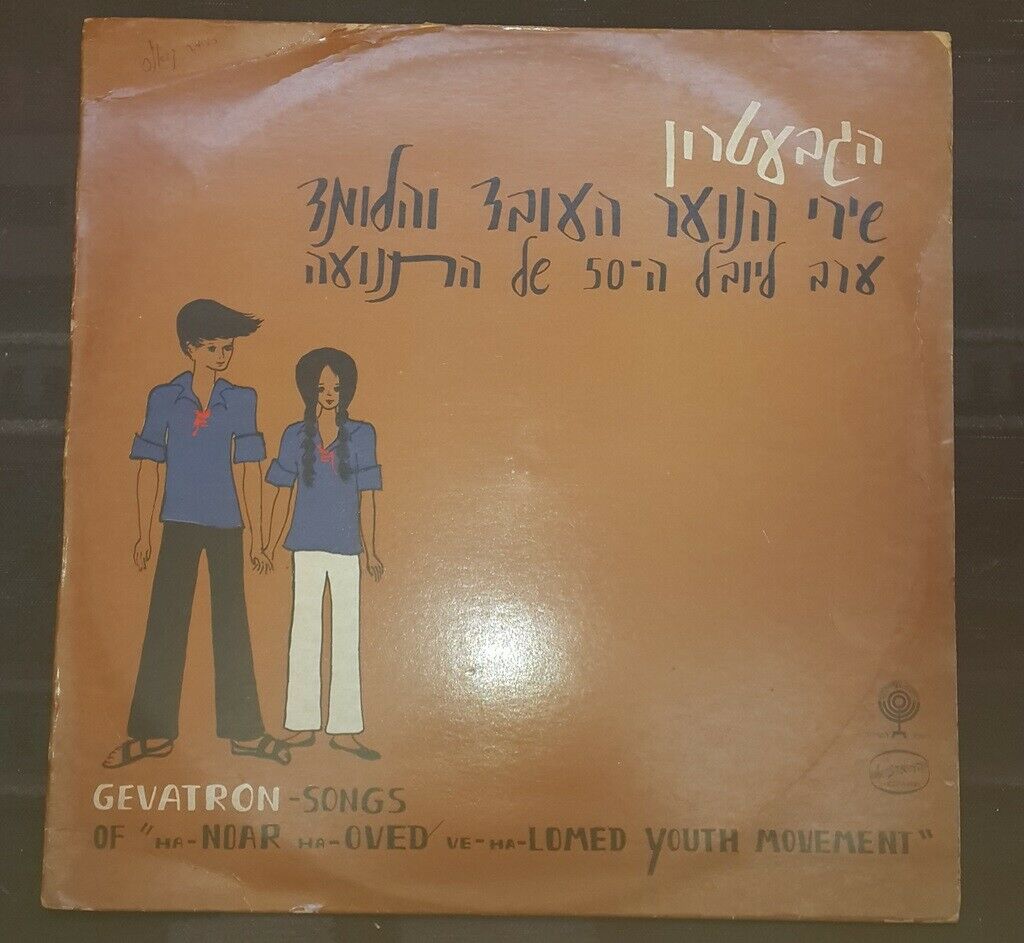 הגבעטרון
שירי הנוער העובד והלומד
ערב ליובל ה-50 של התנועה
GEVATRON - SONGS
OF "HA-NOAR HA-OVED VE-HA-LOMED YOUTH MOVEMENT"